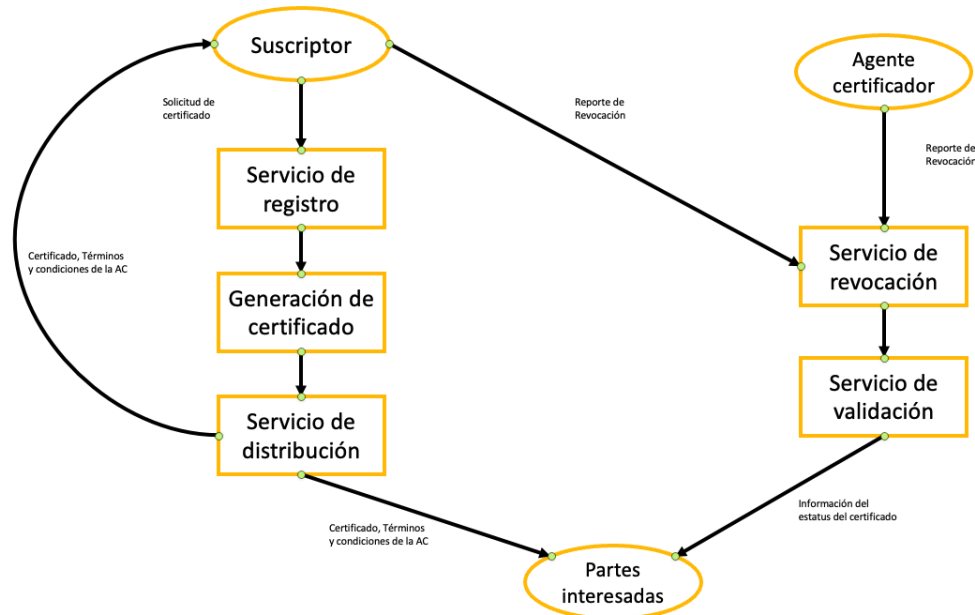 Suscriptor
Agente
certificador
Solicitud de
certificado
Reporte de
Revocación
Reporte de
Revocación
Servicio de
registro
Certificado, Términos
y condiciones de la AC
Servicio de
revocación
Generación de
certificado
Servicio de
validación
Servicio de
distribución
Información del
estatus del certificado
Certificado, Términos
y condiciones de la AC
Partes
interesadas